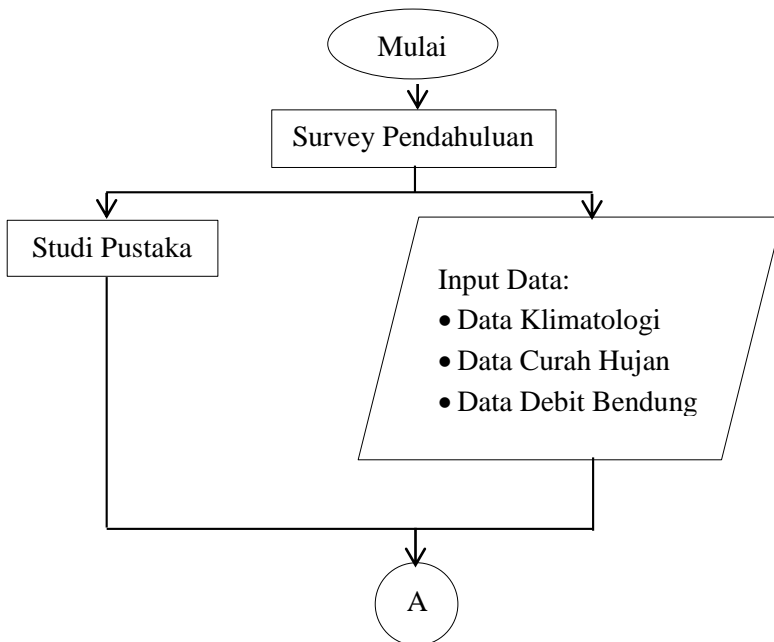 Mulai
Survey Pendahuluan
Studi Pustaka
Input Data:
• Data Klimatologi
• Data Curah Hujan
• Data Debit Bendung
A